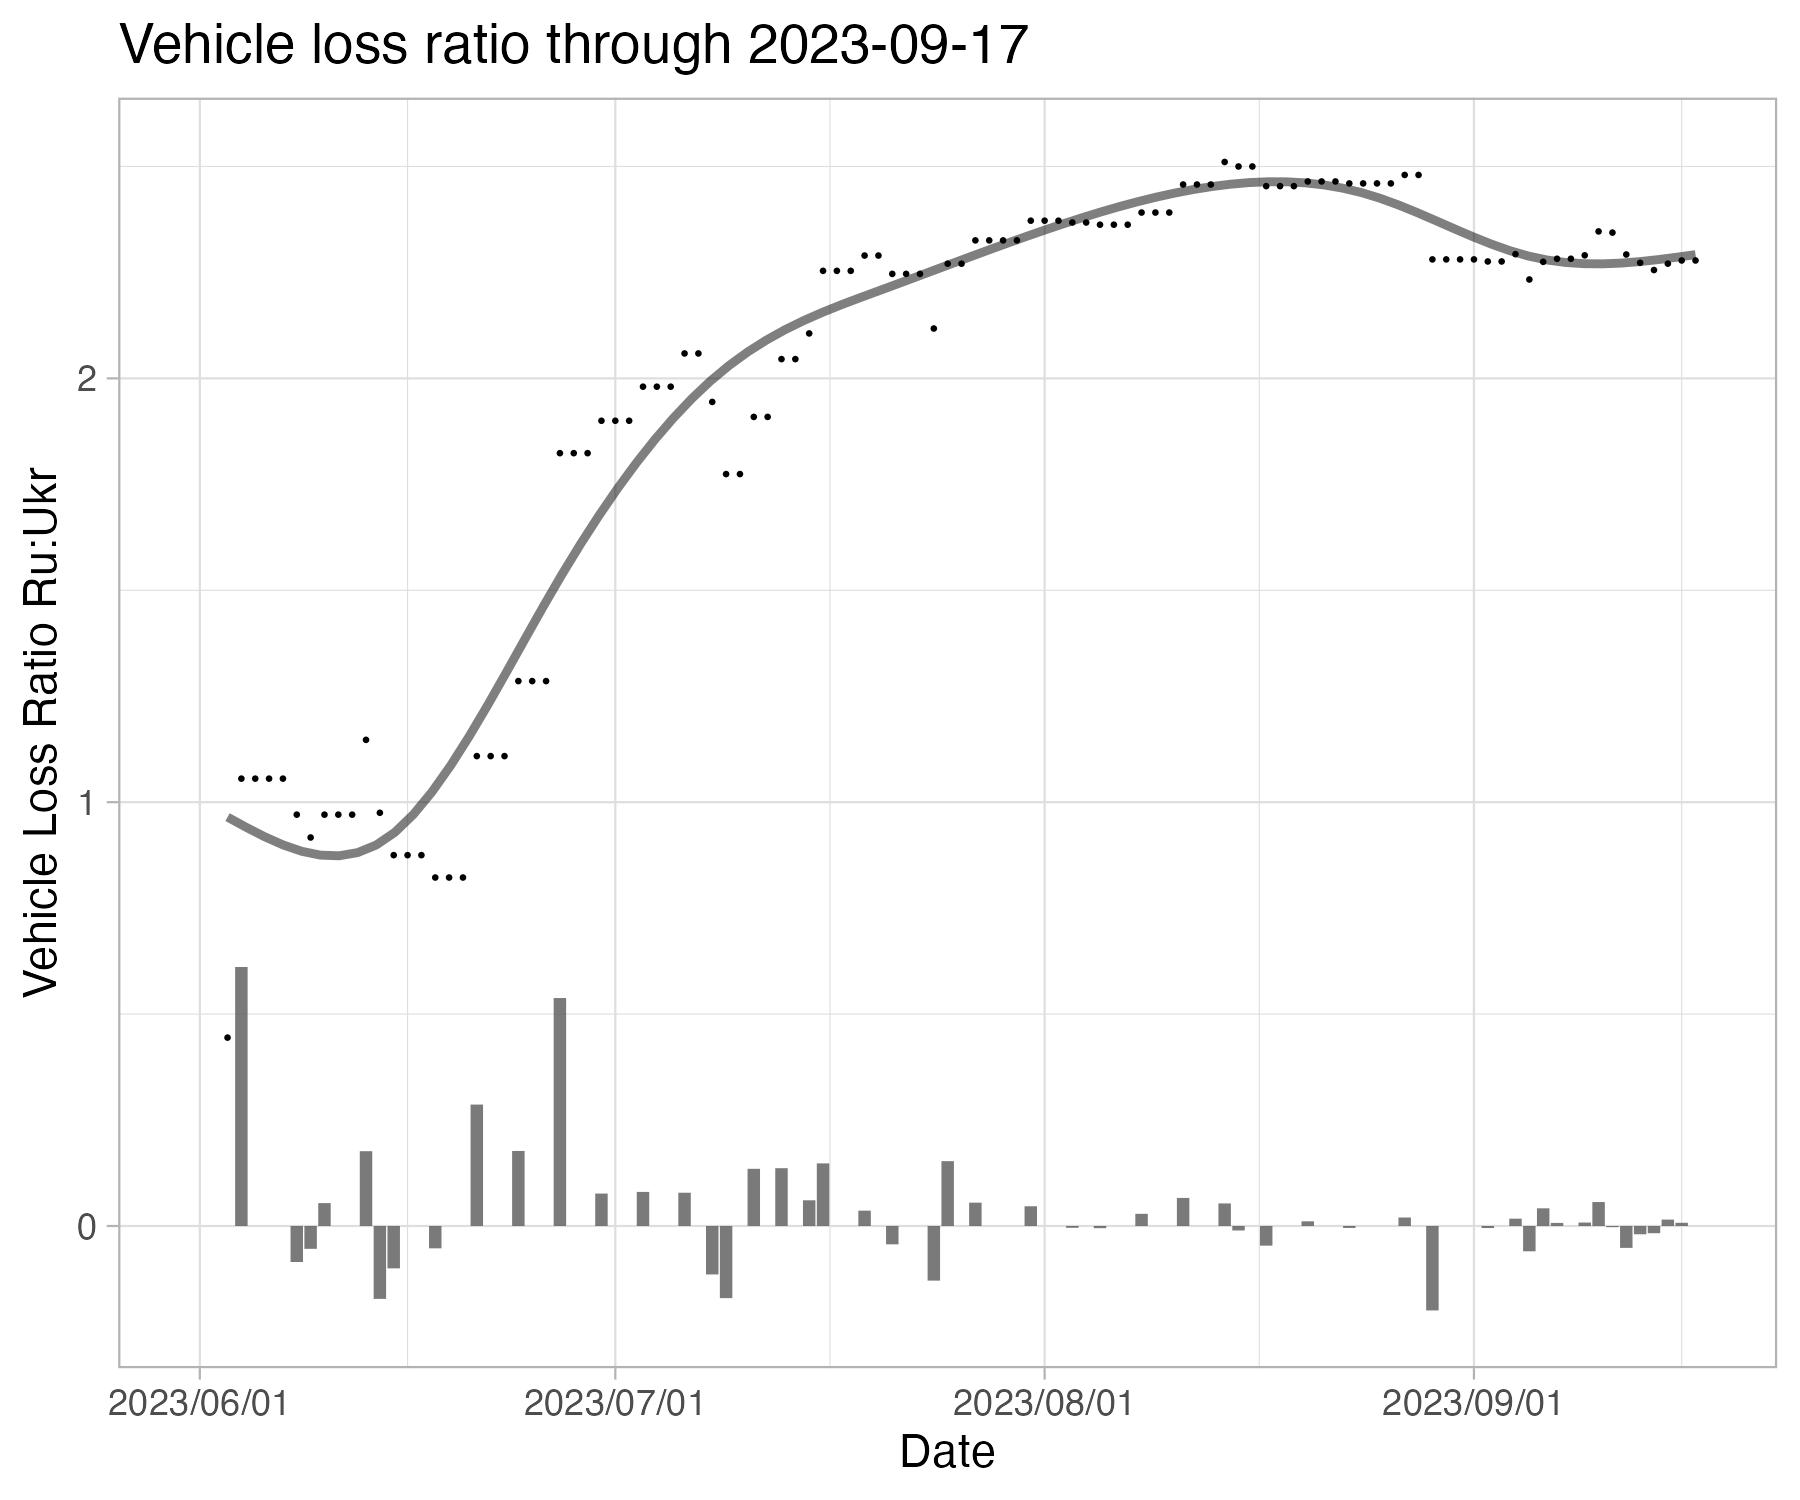 Vehicle loss ratio through 2023-09-17
Vehicle Loss Ratio Ru:Ukr
2
1
0
2023/06/01
2023/07/01
2023/08/01
2023/09/01
Date